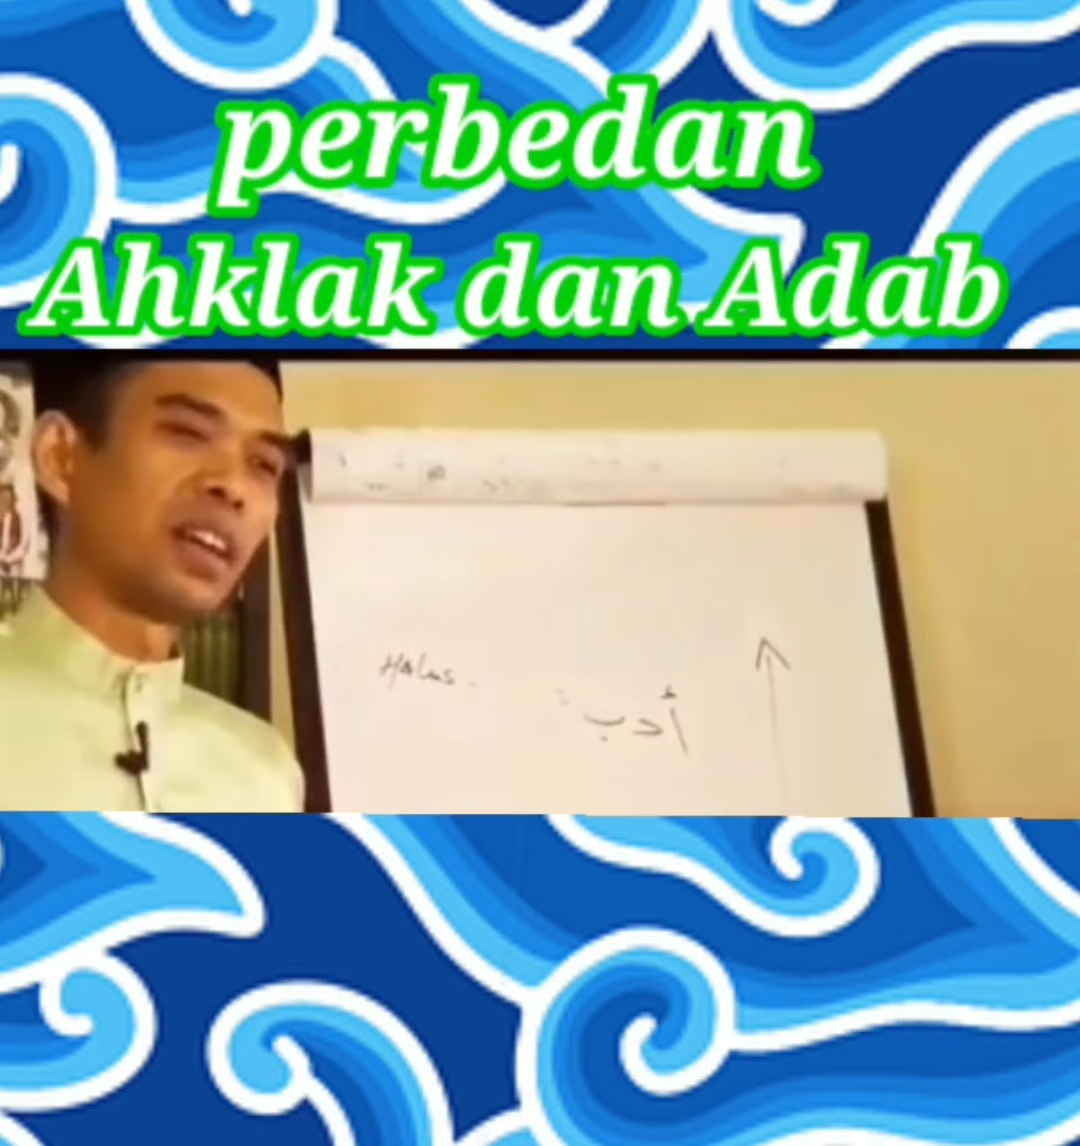 perbedan
Ahklak dan Adab
Halus.
أدب